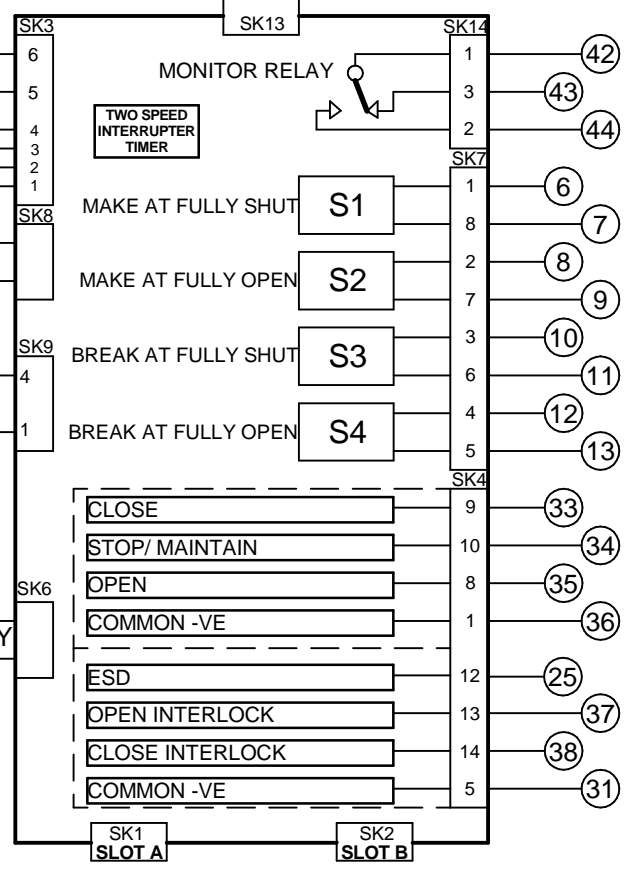 SK3
SK13
SK14
6
MONITOR RELAY
1
42
5
3
43
TWO SPEED
INTERRUPTER
TIMER
4
2
44
3
2
1
SK7
MAKE AT FULLY SHUT
S1
1
6
SK8
8
7
MAKE AT FULLY OPEN
S2
2
8
7
9
SK9
BREAK AT FULLY SHUT
S3
3
10
4
6
11
BREAK AT FULLY OPEN
S4
4
12
1
5
13
SK4
CLOSE
9
33
STOP/ MAINTAIN
10
34
SK6
OPEN
8
35
COMMON -VE
1
36
Y
ESD
12
25
OPEN INTERLOCK
13
37
CLOSE INTERLOCK
14
38
COMMON -VE
5
31
SK1
SLOT A
SK2
SLOT B